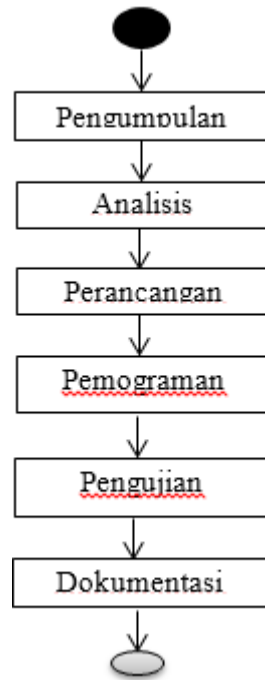 Pengumpulan
Analisis
Perancangan
Pemograman
Pengujian
Dokumentasi